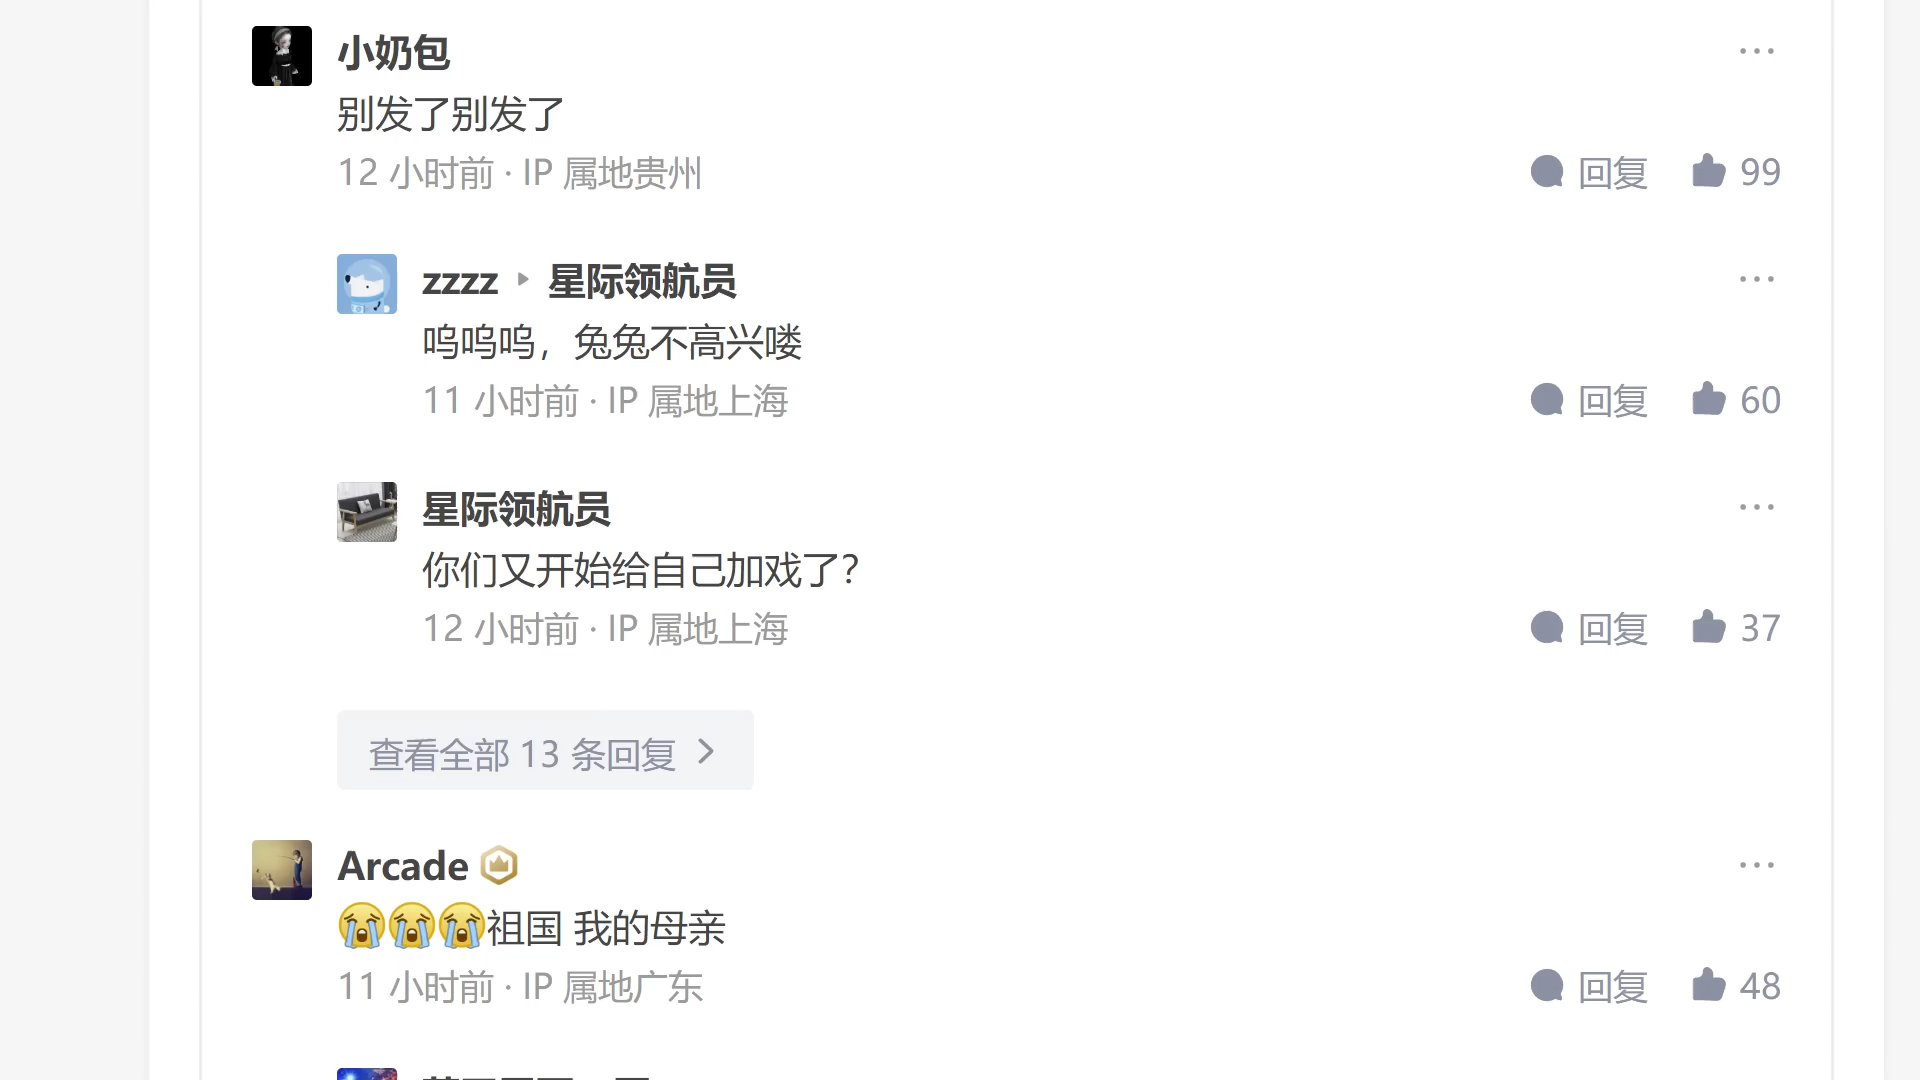 小奶包
别发了别发了
12 小时前 · IP 属地贵州
回复 99
zzzz 星际领航员
呜呜呜，兔兔不高兴喽
11 小时前 · IP 属地上海
回复 60
星际领航员
你们又开始给自己加戏了？
12 小时前 · IP 属地上海
回复 37
查看全部 13 条回复
Arcade
😭😭😭祖国 我的母亲
11 小时前 · IP 属地广东
回复 48